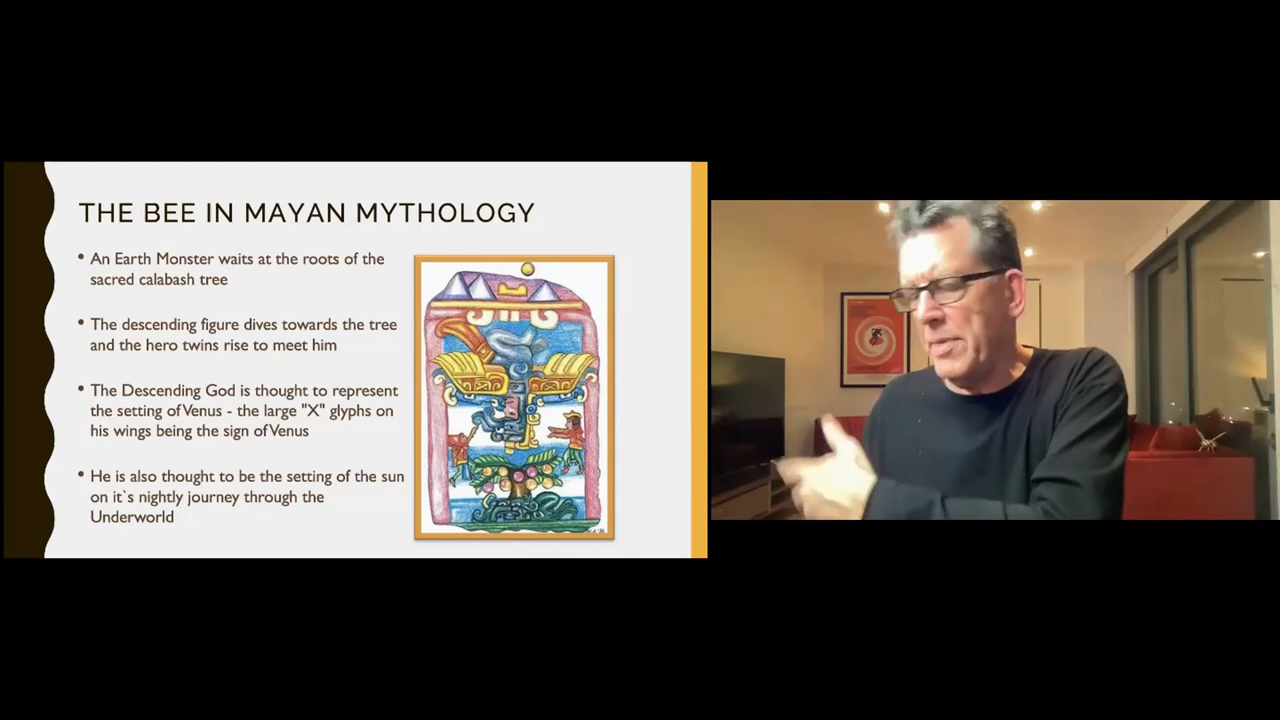 THE BEE IN MAYAN MYTHOLOGY
• An Earth Monster waits at the roots of the
sacred calabash tree
• The descending figure dives towards the tree
and the hero twins rise to meet him
• The Descending God is thought to represent
the setting of Venus - the large "X" glyphs on
his wings being the sign of Venus
• He is also thought to be the setting of the sun
on it`s nightly journey through the
Underworld